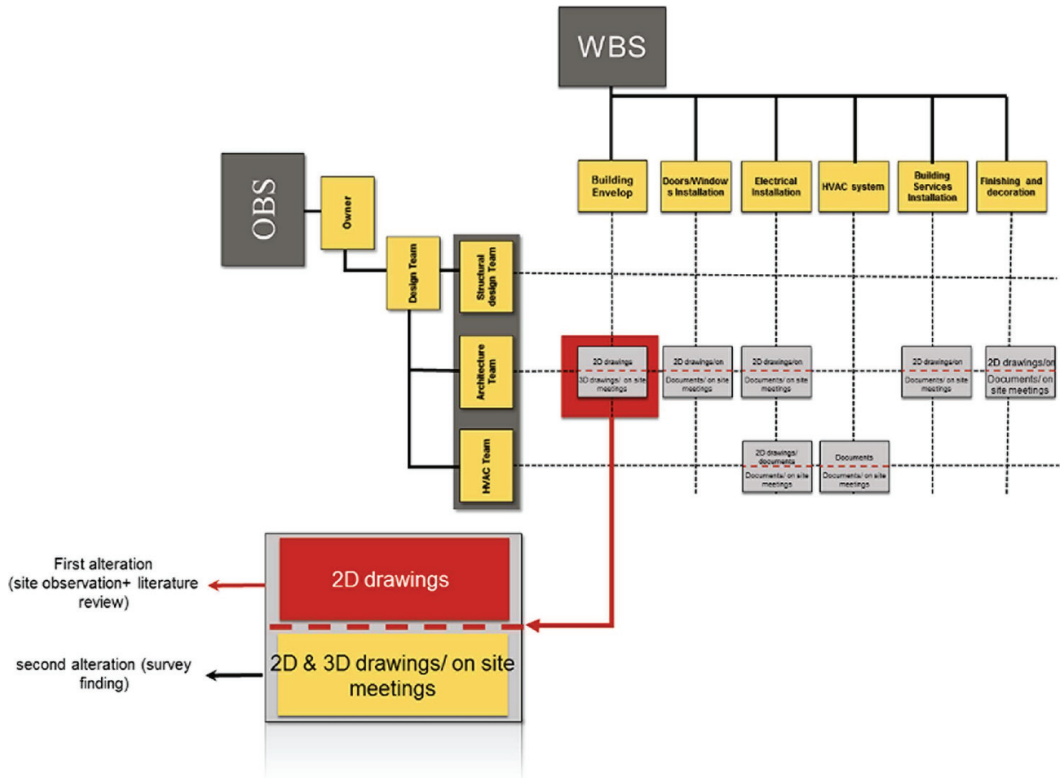 WBS
OBS
Owner
Design Team
Structural
design Team
Architecture
Team
HVAC Team
Building
Envelop
Doors/Window
s Installation
Electrical
Installation
HVAC system
Building
Services
Installation
Finishing and
decoration
2D drawings
3D drawings/ on site
meetings
2D drawings/on
Documents/ on site
meetings
2D drawings/on
Documents/ on site
meetings
2D drawings/on
Documents/ on site
meetings
2D drawings/on
Documents/ on
site meetings
2D drawings/
documents
Documents/ on site
meetings
Documents
Documents/ on site
meetings
First alteration
(site observation+ literature
review)
2D drawings
second alteration (survey
finding)
2D & 3D drawings/ on site
meetings